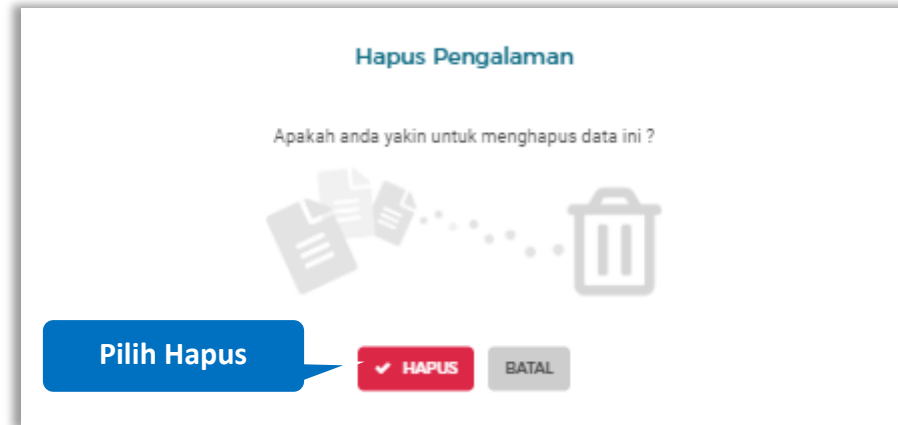 Hapus Pengalaman
Apakah anda yakin untuk menghapus data ini ?
Pilih Hapus
HAPUS
BATAL